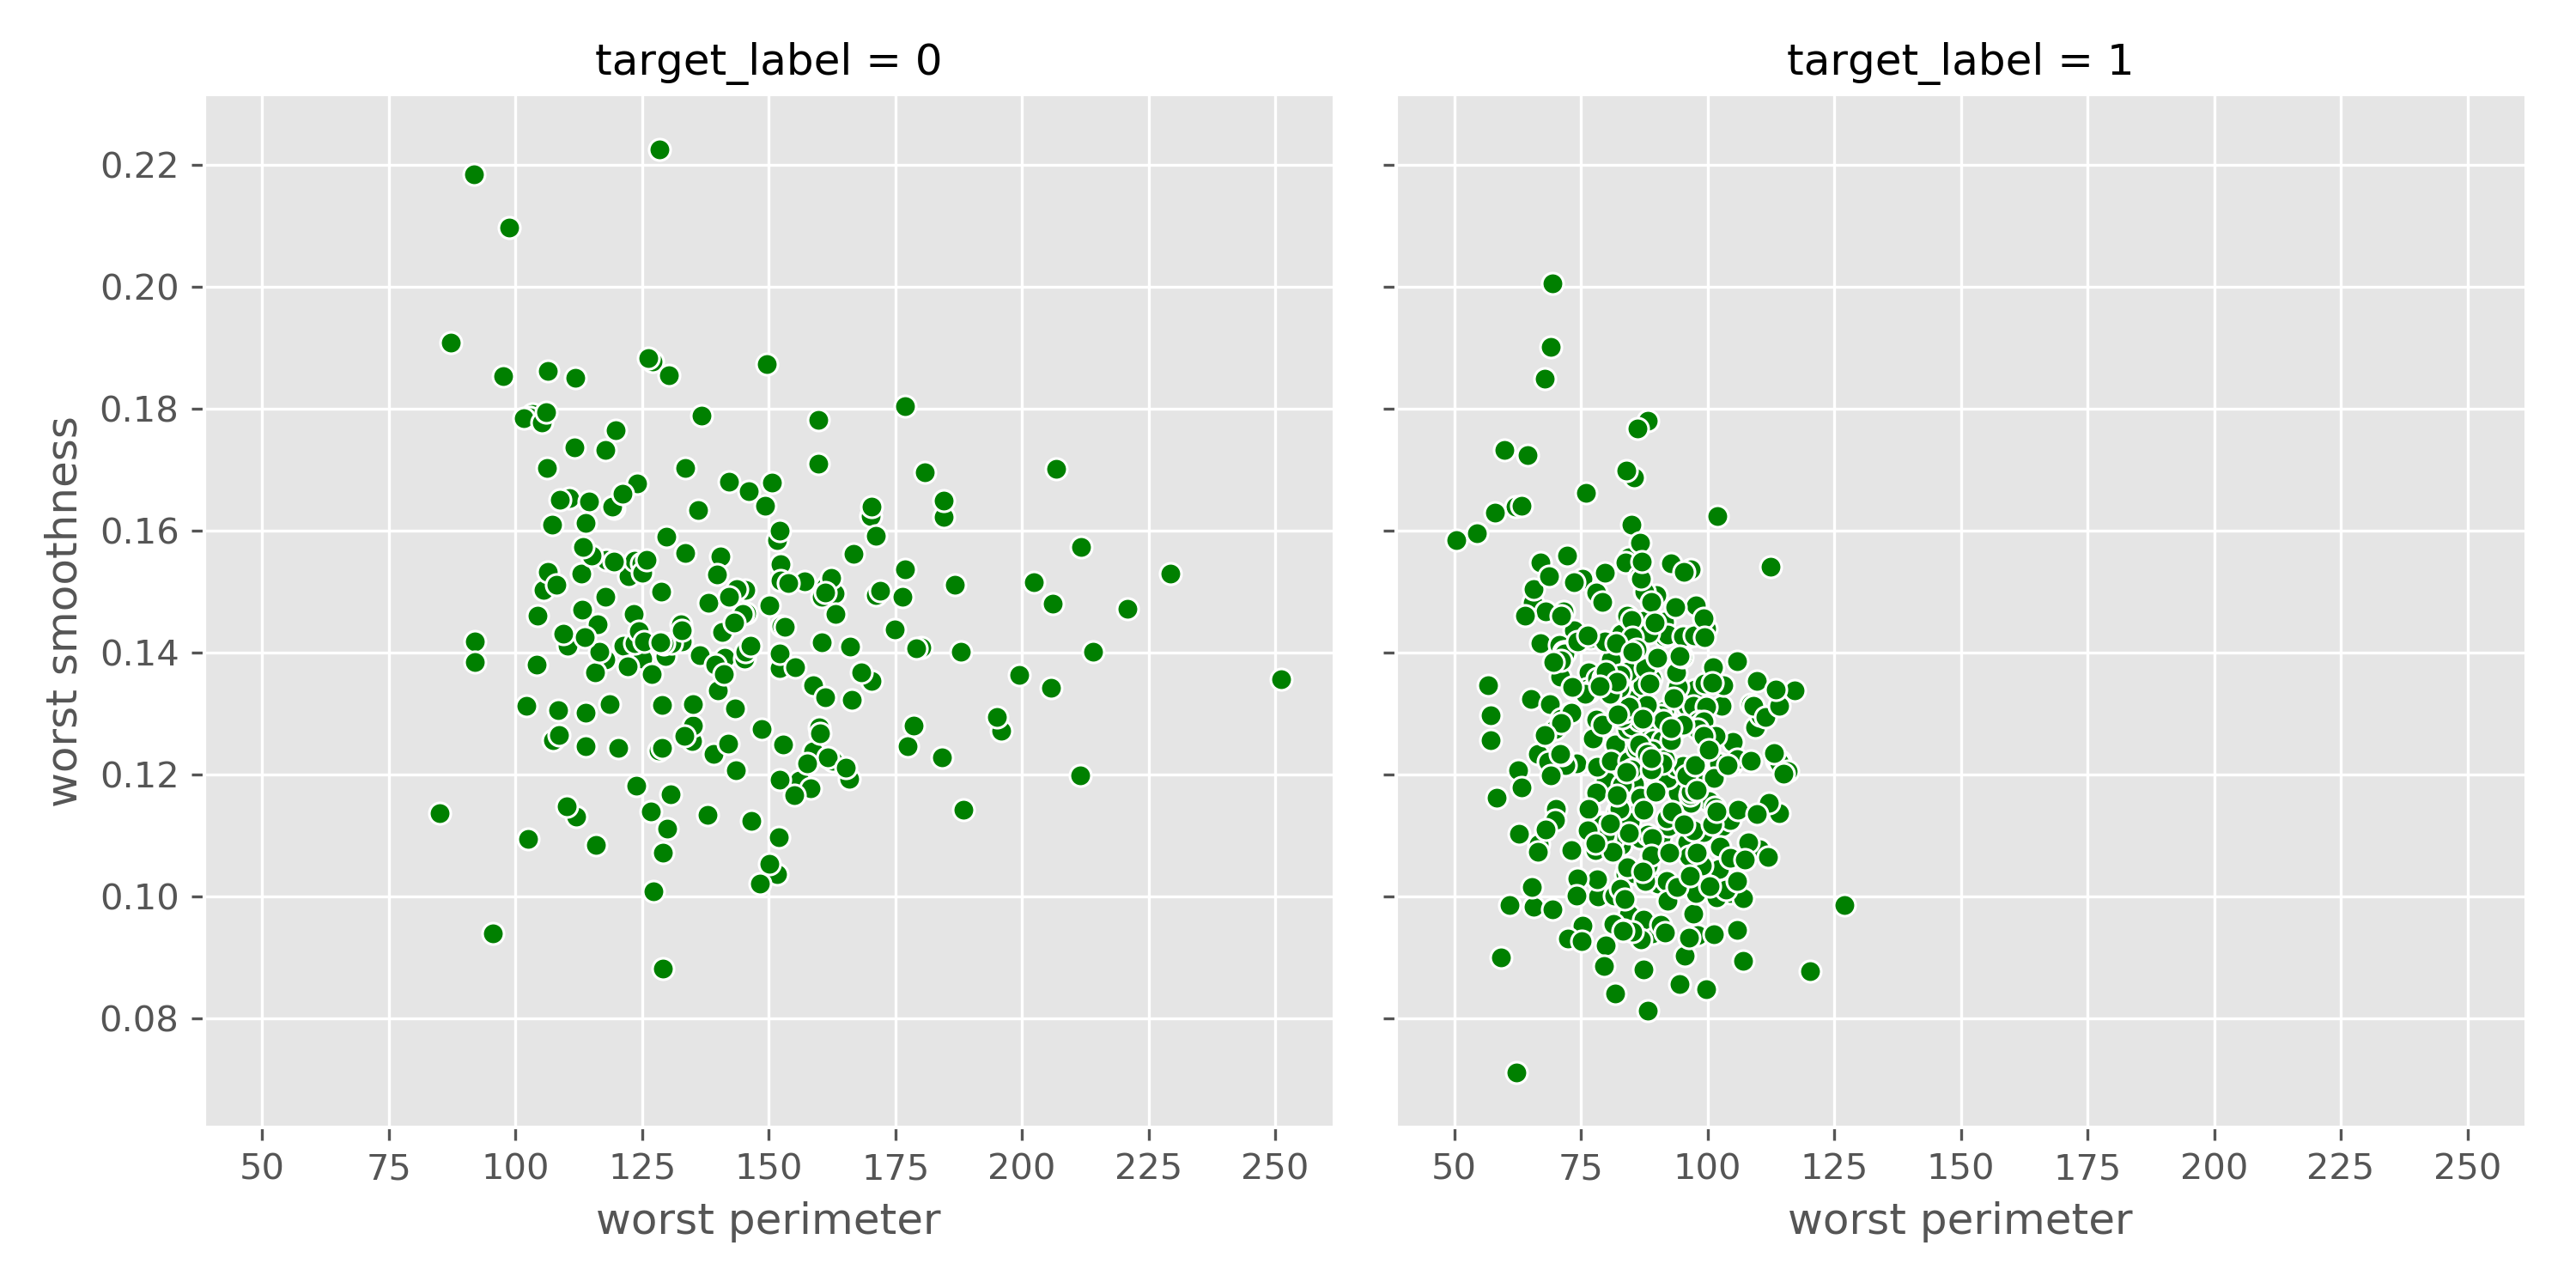 target_label = 0
target_label = 1
0.22
0.20
0.18
0.16
0.14
0.12
0.10
0.08
worst smoothness
50 75 100 125 150 175 200 225 250
50 75 100 125 150 175 200 225 250
worst perimeter
worst perimeter